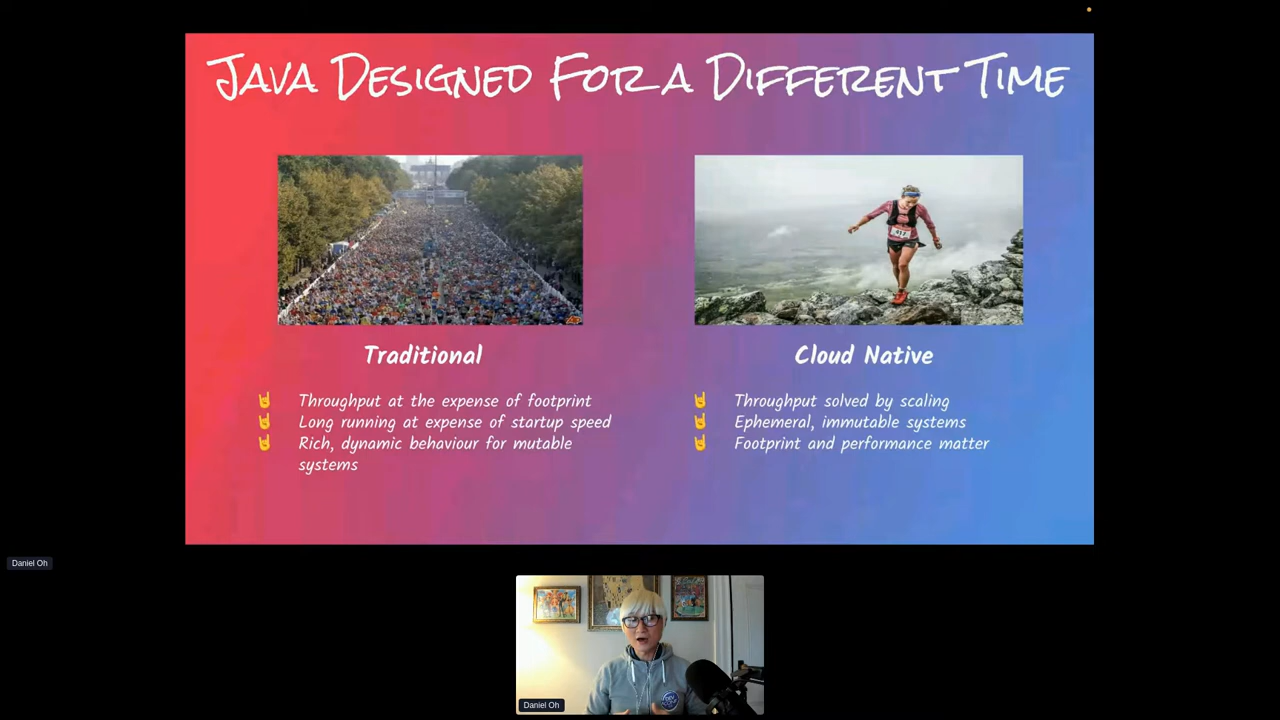 Java Designed For a Different Time
Traditional
Throughput at the expense of footprint
Long running at expense of startup speed
Rich, dynamic behaviour for mutable
systems
Cloud Native
Throughput solved by scaling
Ephemeral, immutable systems
Footprint and performance matter
Daniel Oh
Daniel Oh